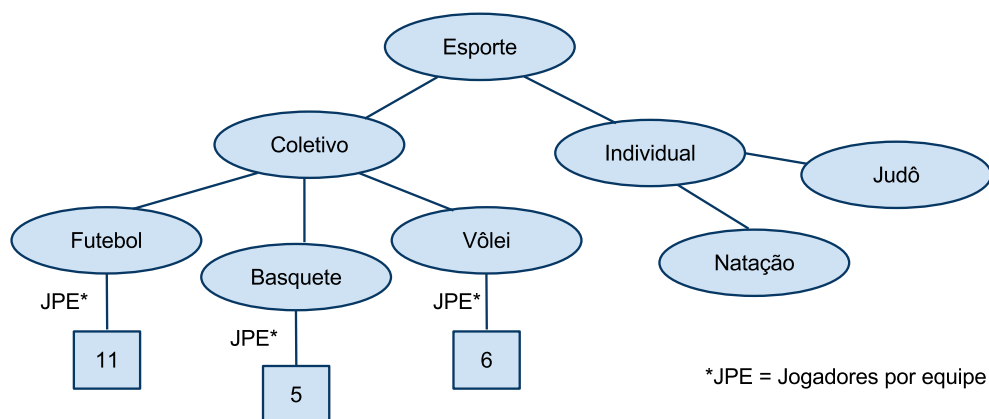 Esporte
Coletivo
Individual
Judô
Futebol
Basquete
Vôlei
Natação
JPE*
JPE*
JPE*
11
5
6
*JPE = Jogadores por equipe